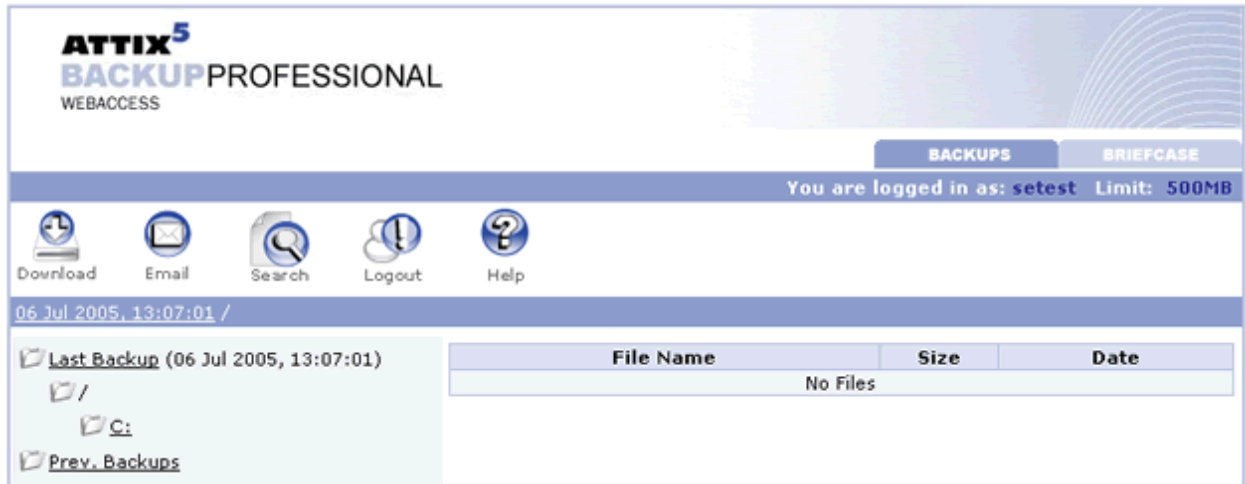 ATTIX5
BACKUPPROFESSIONAL
WEBACCESS
BACKUPS BRIEFCASE
You are logged in as: setest Limit: 500MB
Download Email Search Logout Help
06 Jul 2005, 13:07:01 /
Last Backup (06 Jul 2005, 13:07:01)
/
C:
Prev. Backups
File Name Size Date
No Files